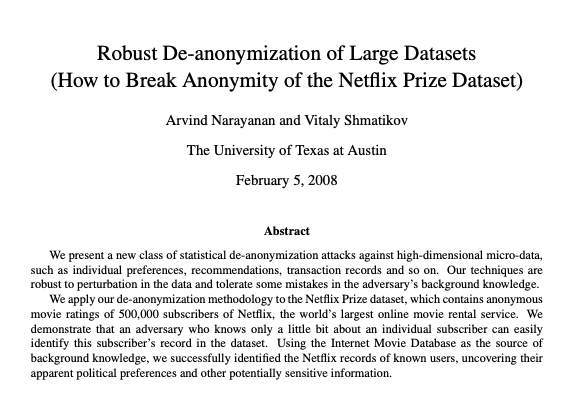 Robust De-anonymization of Large Datasets
(How to Break Anonymity of the Netflix Prize Dataset)
Arvind Narayanan and Vitaly Shmatikov
The University of Texas at Austin
February 5, 2008
Abstract
We present a new class of statistical de-anonymization attacks against high-dimensional micro-data,
such as individual preferences, recommendations, transaction records and so on. Our techniques are
robust to perturbation in the data and tolerate some mistakes in the adversary's background knowledge.
We apply our de-anonymization methodology to the Netflix Prize dataset, which contains anonymous
movie ratings of 500,000 subscribers of Netflix, the world's largest online movie rental service. We
demonstrate that an adversary who knows only a little bit about an individual subscriber can easily
identify this subscriber's record in the dataset. Using the Internet Movie Database as the source of
background knowledge, we successfully identified the Netflix records of known users, uncovering their
apparent political preferences and other potentially sensitive information.